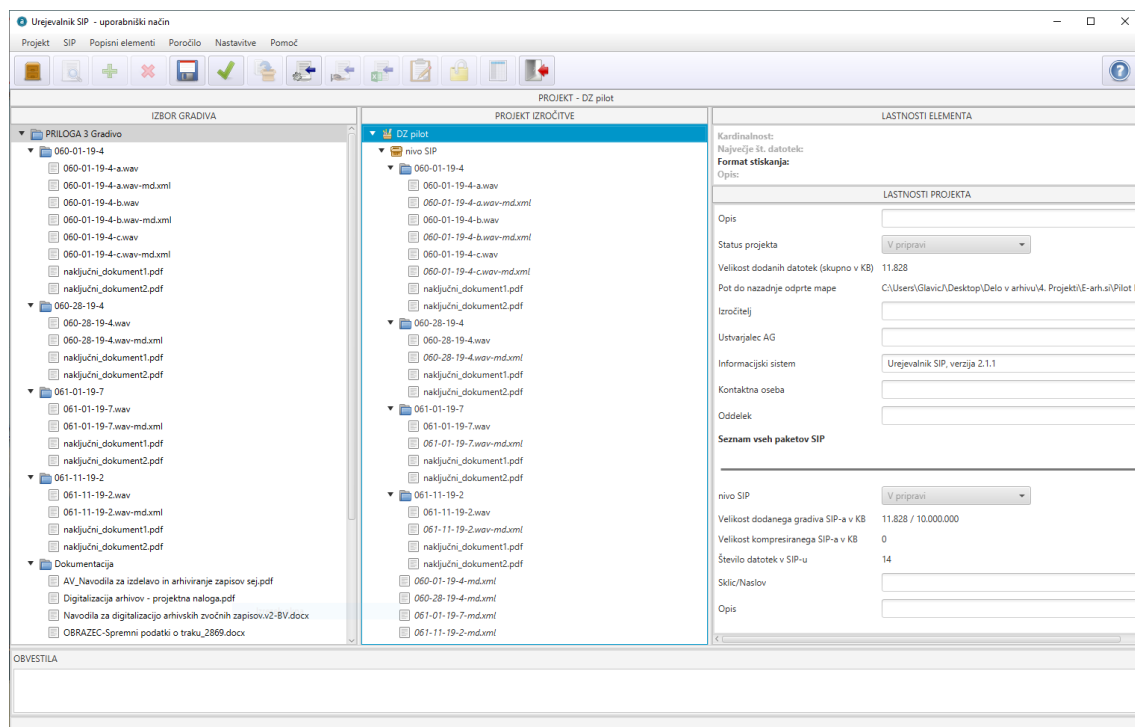 Urejevalnik SIP - uporabniški način
Projekt SIP Popisni elementi Poročilo Nastavitve Pomoč
PROJEKT - DZ pilot
IZBOR GRADIVA
PRILOGA 3 Gradivo
060-01-19-4
060-01-19-4-a.wav
060-01-19-4-a.wav-md.xml
060-01-19-4-b.wav
060-01-19-4-b.wav-md.xml
060-01-19-4-c.wav
060-01-19-4-c.wav-md.xml
naključni_dokument1.pdf
naključni_dokument2.pdf
060-28-19-4
060-28-19-4.wav
060-28-19-4.wav-md.xml
naključni_dokument1.pdf
naključni_dokument2.pdf
061-01-19-7
061-01-19-7.wav
061-01-19-7.wav-md.xml
naključni_dokument1.pdf
naključni_dokument2.pdf
061-11-19-2
061-11-19-2.wav
061-11-19-2.wav-md.xml
naključni_dokument1.pdf
naključni_dokument2.pdf
Dokumentacija
AV_Navodila za izdelavo in arhiviranje zapisov sej.pdf
Digitalizacija arhivov - projektna naloga.pdf
Navodila za digitalizacijo arhivskih zvočnih zapisov.v2-BV.docx
OBRAZEC-Spremni podatki o traku_2869.docx
PROJEKT IZROČITVE
DZ pilot
nivo SIP
060-01-19-4
060-01-19-4-a.wav
060-01-19-4-a.wav-md.xml
060-01-19-4-b.wav
060-01-19-4-b.wav-md.xml
060-01-19-4-c.wav
060-01-19-4-c.wav-md.xml
naključni_dokument1.pdf
naključni_dokument2.pdf
060-28-19-4
060-28-19-4.wav
060-28-19-4.wav-md.xml
naključni_dokument1.pdf
naključni_dokument2.pdf
061-01-19-7
061-01-19-7.wav
061-01-19-7.wav-md.xml
naključni_dokument1.pdf
naključni_dokument2.pdf
061-11-19-2
061-11-19-2.wav
061-11-19-2.wav-md.xml
naključni_dokument1.pdf
naključni_dokument2.pdf
060-01-19-4-md.xml
060-28-19-4-md.xml
061-01-19-7-md.xml
061-11-19-2-md.xml
LASTNOSTI ELEMENTA
Kardinalnost:
Največje št. datotek:
Format stiskanja:
Opis:
LASTNOSTI PROJEKTA
Opis
Status projekta V pripravi
Velikost dodanih datotek (skupno v KB) 11.828
Pot do nazadnje odprte mape C:\Users\GlavicJ\Desktop\Delo v arhivu\4. Projekti\E-arh.si\Pilot
Izročitelj
Ustvarjalec AG
Informacijski sistem Urejevalnik SIP, verzija 2.1.1
Kontaktna oseba
Oddelek
Seznam vseh paketov SIP
nivo SIP V pripravi
Velikost dodanega gradiva SIP-a v KB 11.828 / 10.000.000
Velikost kompresiranega SIP-a v KB 0
Število datotek v SIP-u 14
Sklic/Naslov
Opis
OBVESTILA